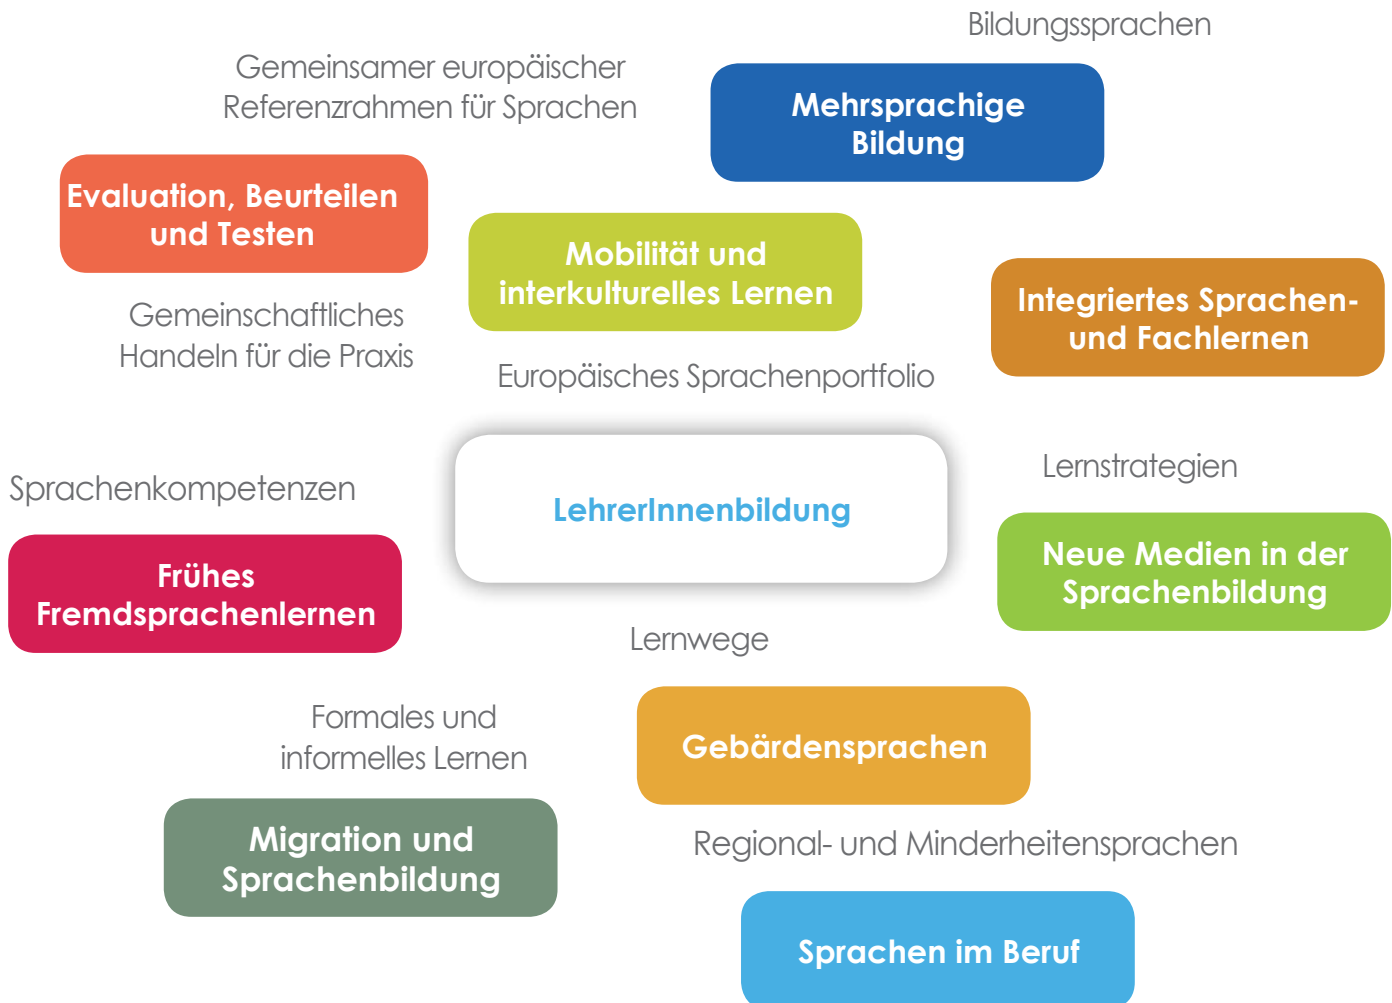 Bildungssprachen
Gemeinsamer europäischer
Referenzrahmen für Sprachen
Mehrsprachige
Bildung
Evaluation, Beurteilen
und Testen
Mobilität und
interkulturelles Lernen
Integriertes Sprachen-
und Fachlernen
Gemeinschaftliches
Handeln für die Praxis
Europäisches Sprachenportfolio
Lernstrategien
Sprachenkompetenzen
LehrerInnenbildung
Frühes
Fremdsprachenlernen
Neue Medien in der
Sprachenbildung
Lernwege
Formales und
informelles Lernen
Gebärdensprachen
Migration und
Sprachenbildung
Regional- und Minderheitensprachen
Sprachen im Beruf